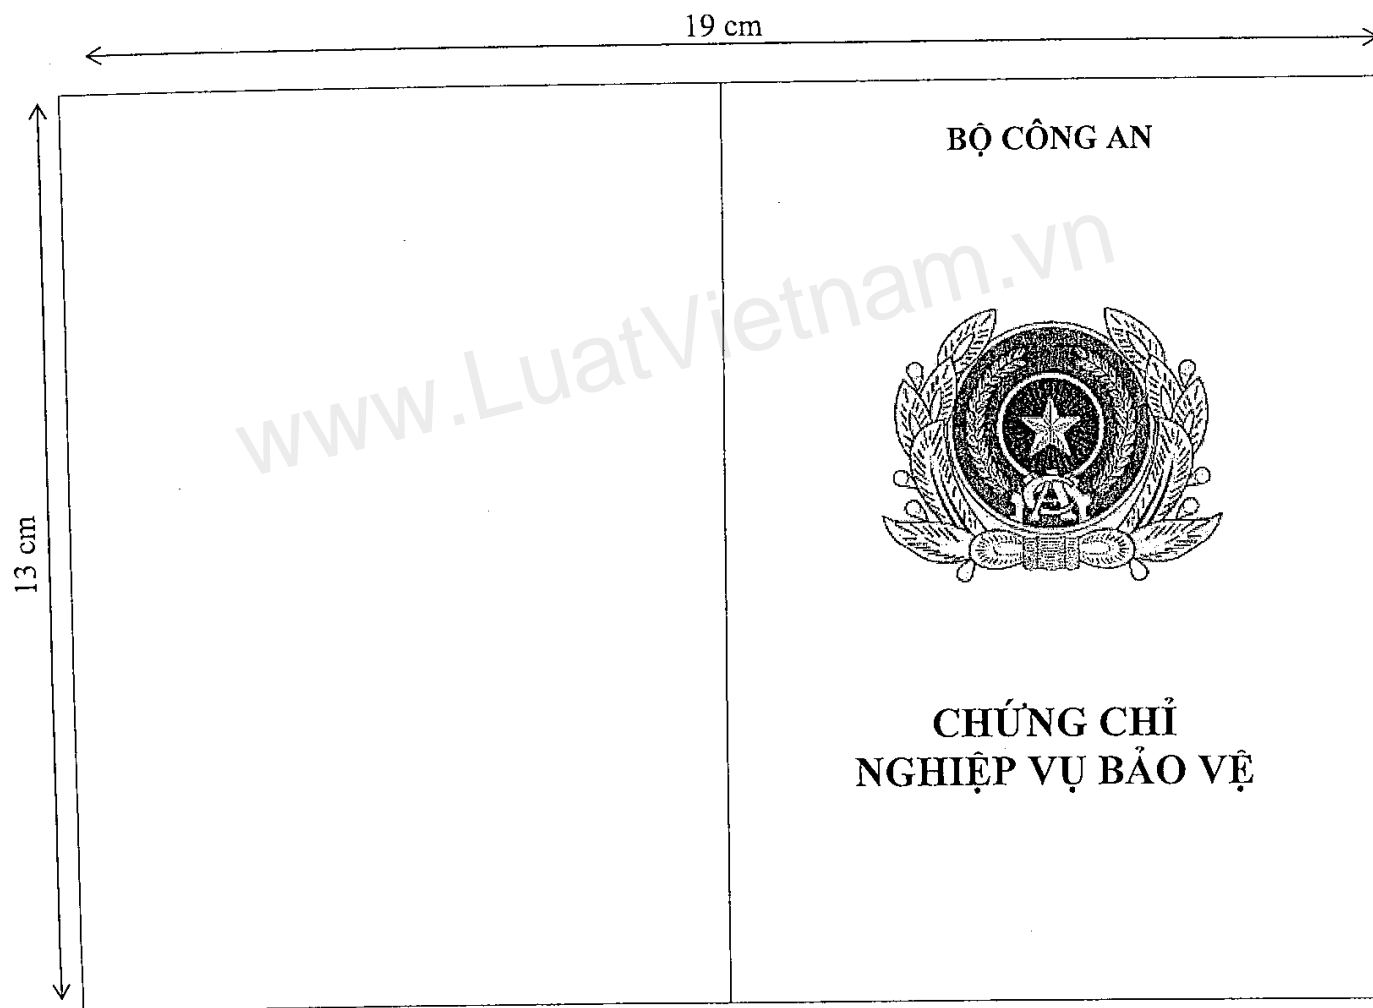 19 cm
13 cm
BỘ CÔNG AN
www.LuatVietnam.vn
CHỨNG CHỈ
NGHIỆP VỤ BẢO VỆ